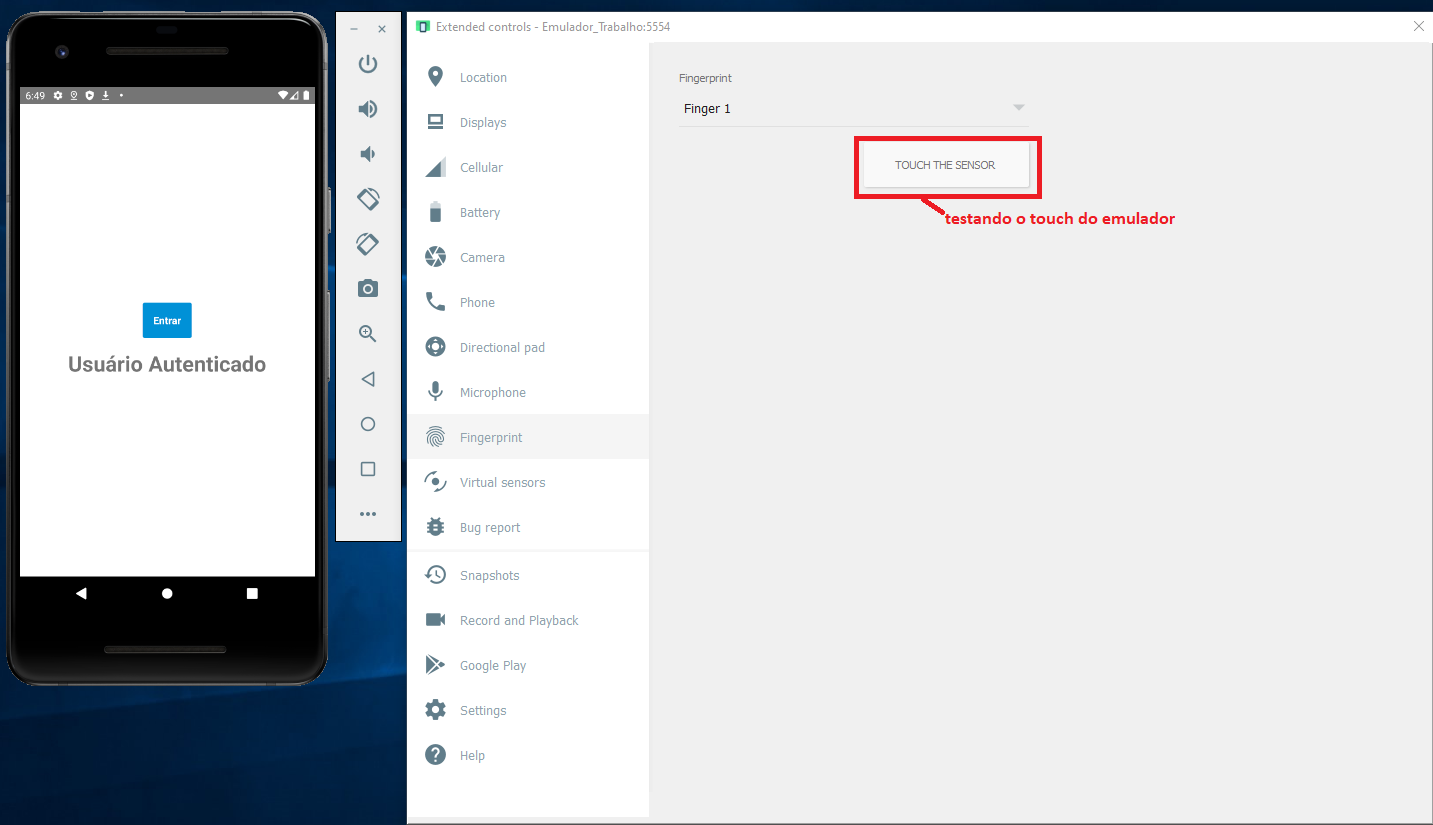 6:49
Entrar
Usuário Autenticado
Extended controls - Emulador_Trabalho:5554
Location
Displays
Cellular
Battery
Camera
Phone
Directional pad
Microphone
Fingerprint
Virtual sensors
Bug report
Snapshots
Record and Playback
Google Play
Settings
Help
Fingerprint
Finger 1
TOUCH THE SENSOR
testando o touch do emulador